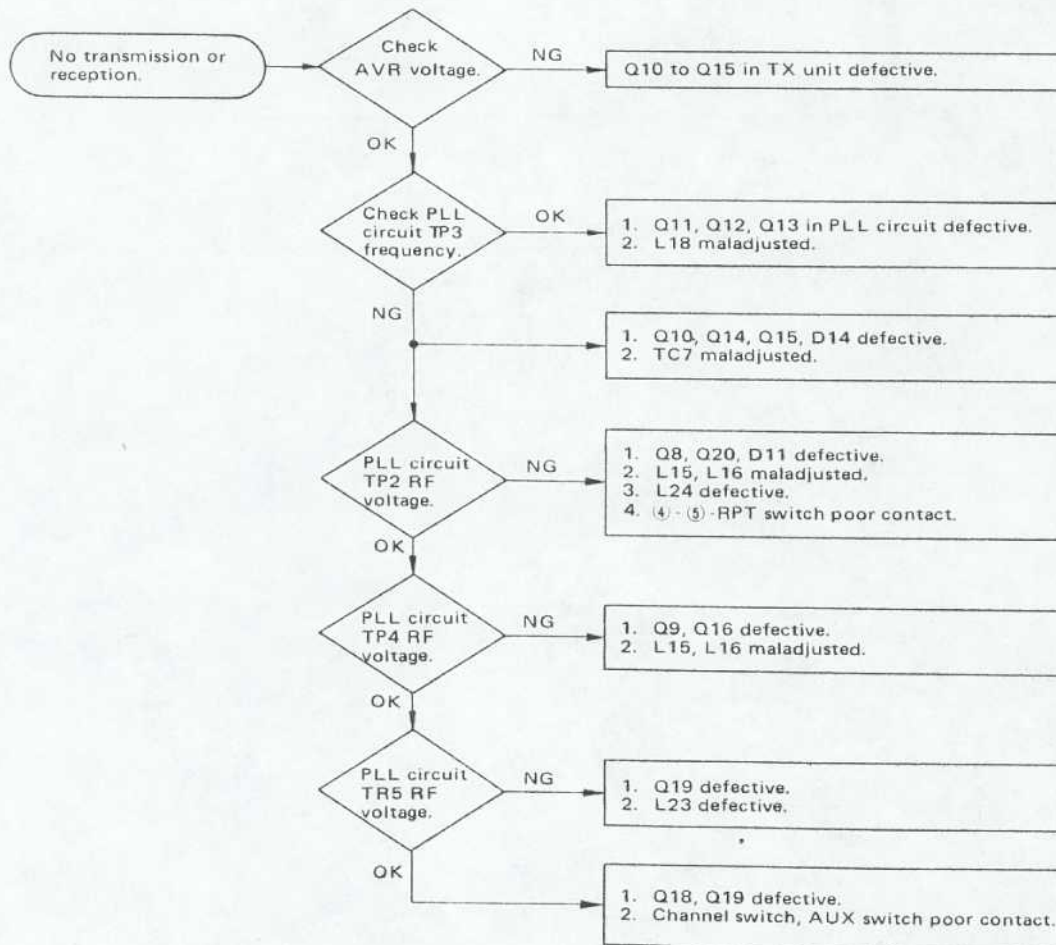 No transmission or
reception.
Check
AVR voltage.
NG
Q10 to Q15 in TX unit defective.
OK
Check PLL
circuit TP3
frequency.
OK
1. Q11, Q12, Q13 in PLL circuit defective.
2. L18 maladjusted.
NG
1. Q10, Q14, Q15, D14 defective.
2. TC7 maladjusted.
PLL circuit
TP2 RF
voltage.
NG
1. Q8, Q20, D11 defective.
2. L15, L16 maladjusted.
3. L24 defective.
4. ④-⑤-RPT switch poor contact.
OK
PLL circuit
TP4 RF
voltage.
NG
1. Q9, Q16 defective.
2. L15, L16 maladjusted.
OK
PLL circuit
TR5 RF
voltage.
NG
1. Q19 defective.
2. L23 defective.
OK
1. Q18, Q19 defective.
2. Channel switch, AUX switch poor contact.